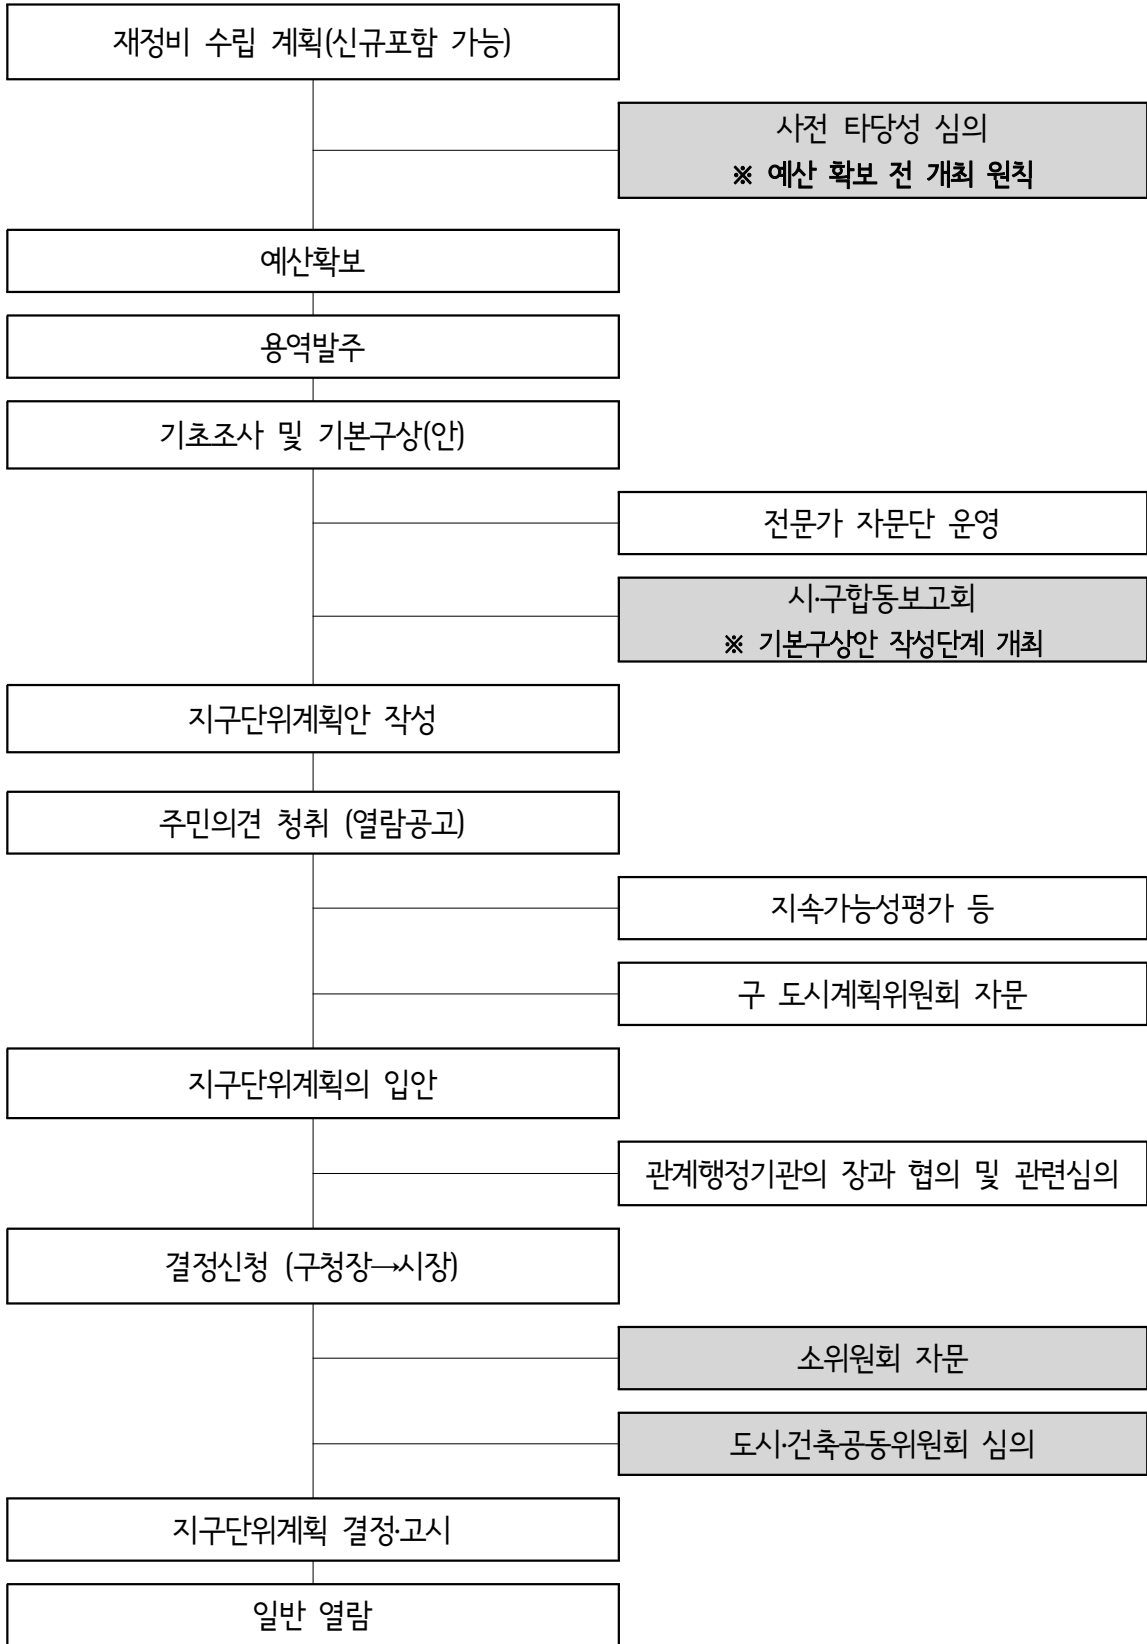 재정비 수립 계획(신규포함 가능)
사전 타당성 심의
※ 예산 확보 전 개최 원칙
예산확보
용역발주
기초조사 및 기본구상(안)
전문가 자문단 운영
시·구합동보고회
※ 기본구상안 작성단계 개최
지구단위계획안 작성
주민의견 청취 (열람공고)
지속가능성평가 등
구 도시계획위원회 자문
지구단위계획의 입안
관계행정기관의 장과 협의 및 관련심의
결정신청 (구청장→시장)
소위원회 자문
도시·건축공동위원회 심의
지구단위계획 결정·고시
일반 열람